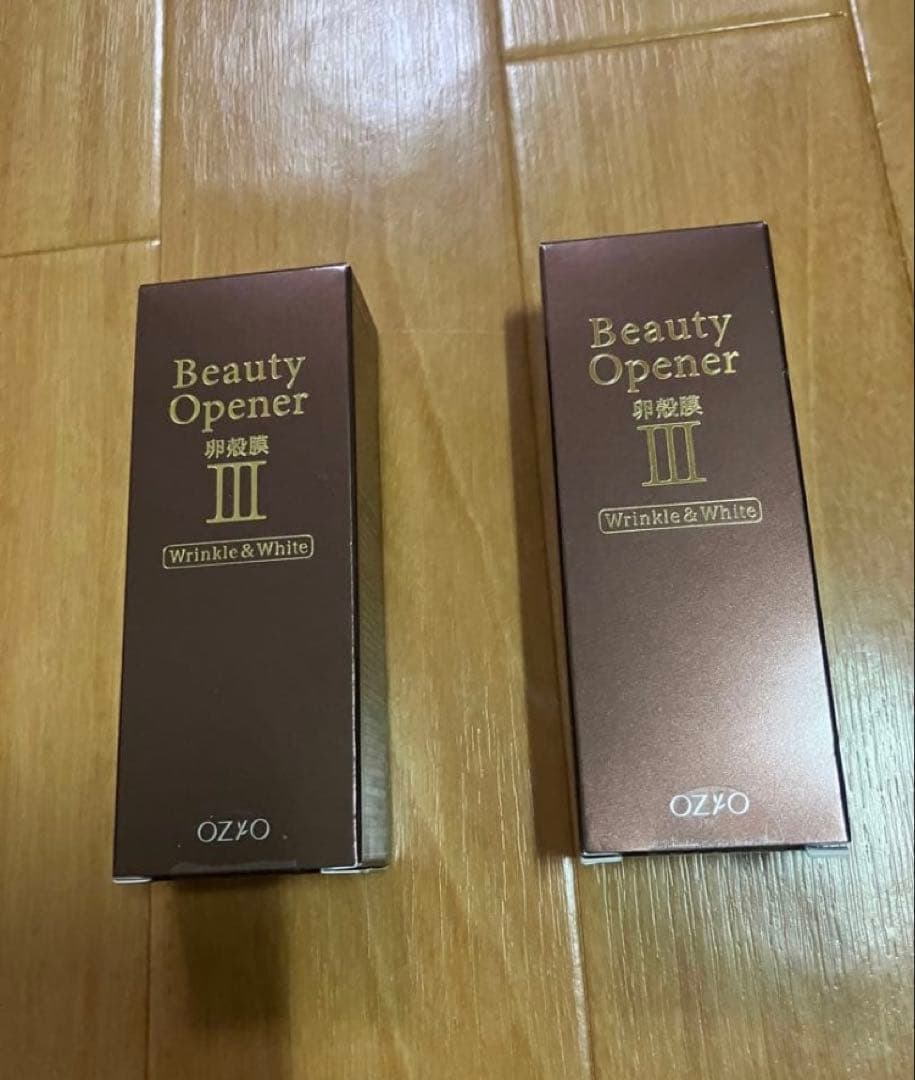 Beauty
Opener
卵殻膜
III
Wrinkle & White
OZIO
Beauty
Opener
卵殻膜
III
Wrinkle & White
OZIO